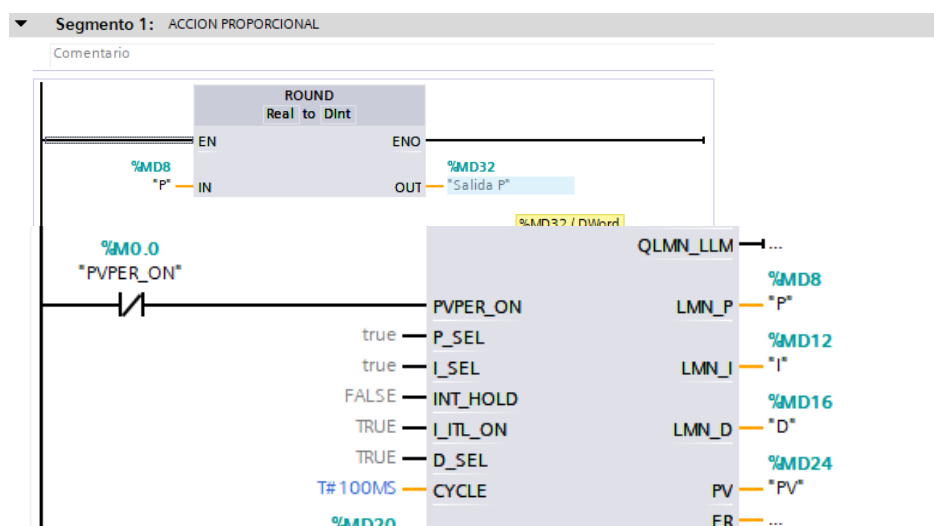 Segmento 1: ACCION PROPORCIONAL
Comentario
ROUND
Real to DInt
EN ENO
%MD8 %MD32
"P" IN OUT "Salida P"
%MD32 / DWord
%M0.0 QLMN_LLM ...
"PVPER_ON" %MD8
PVPER_ON LMN_P "P"
true P_SEL %MD12
true I_SEL LMN_I "I"
FALSE INT_HOLD %MD16
TRUE I_ITL_ON LMN_D "D"
TRUE D_SEL %MD24
T#100MS CYCLE PV "PV"
%MD20 ER ...